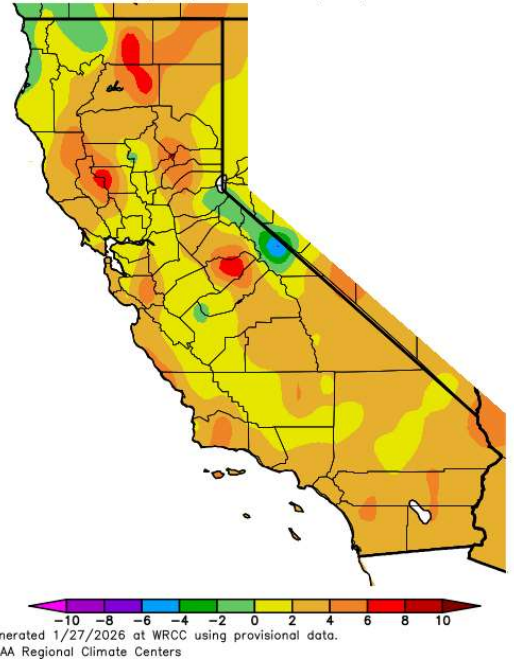 -10 -8 -6 -4 -2 0 2 4 6 8 10
nerated 1/27/2026 at WRCC using provisional data.
AA Regional Climate Centers